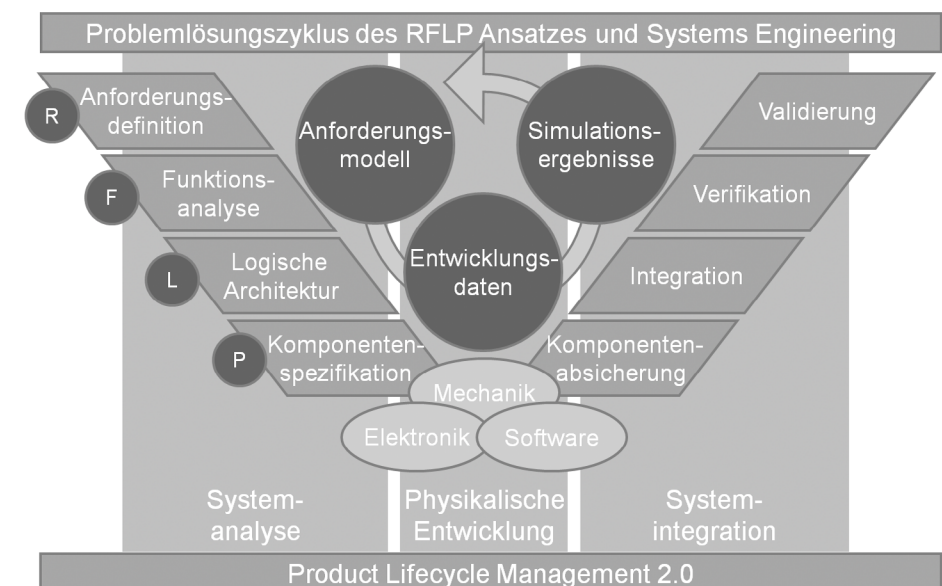 Problemlösungszyklus des RFLP Ansatzes und Systems Engineering
R
Anforderungs-
definition
F
Funktions-
analyse
L
Logische
Architektur
P
Komponenten-
spezifikation
Anforderungs-
modell
Simulations-
ergebnisse
Entwicklungs-
daten
Validierung
Verifikation
Integration
Komponenten-
absicherung
Mechanik
Elektronik
Software
System-
analyse
Physikalische
Entwicklung
System-
integration
Product Lifecycle Management 2.0